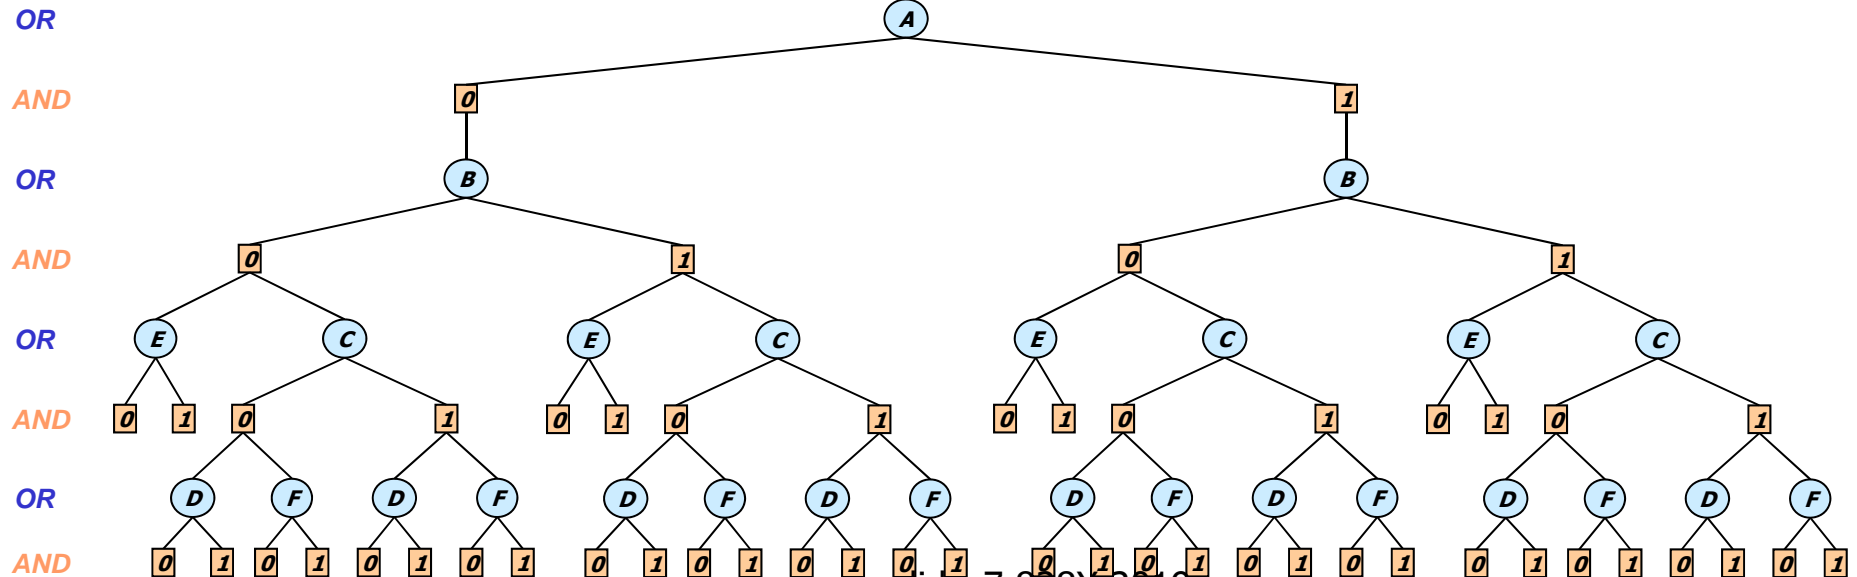 OR A
AND 0 1
OR B B
AND 0 1 0 1
OR E C E C E C E C
AND 0 1 0 1 0 1 0 1 0 1 0 1 0 1 0 1
OR D F D F D F D F D F D F D F D F
AND 0 1 0 1 0 1 0 1 0 1 0 1 0 1 0 1 0 1 0 1 0 1 0 1 0 1 0 1 0 1 0 1